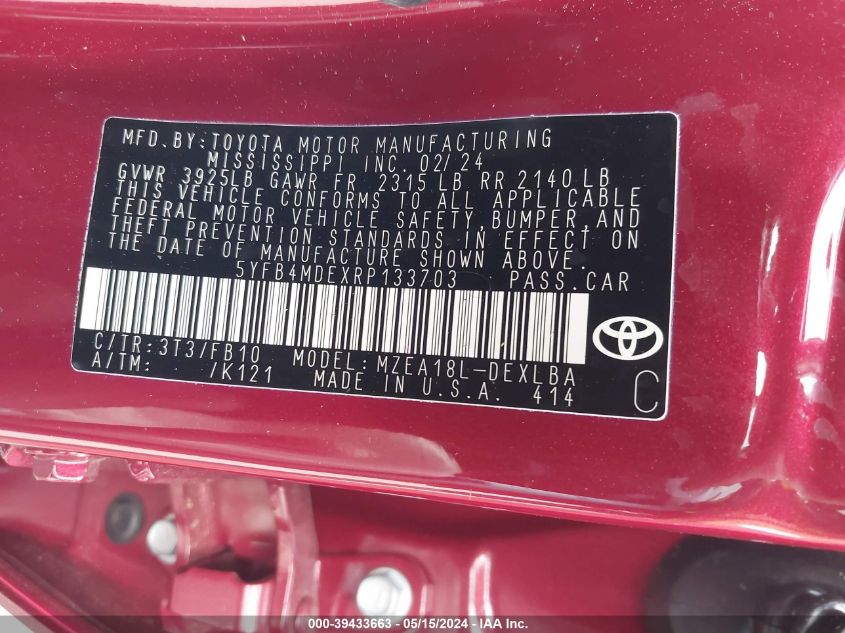 MFD. BY: TOYOTA MOTOR MANUFACTURING
MISSISSIPPI INC. 02/24
GVWR 3925LB GAWR FR 2315 LB RR 2140 LB
THIS VEHICLE CONFORMS TO ALL APPLICABLE
FEDERAL MOTOR VEHICLE SAFETY, BUMPER, AND
THEFT PREVENTION STANDARDS IN EFFECT ON
THE DATE OF MANUFACTURE SHOWN ABOVE.
5YFB4MDEXRP133703 PASS. CAR
C/TR: 3T3/FB10 MODEL: MZEA18L-DEXLBA
A/TM: /K121 MADE IN U.S.A. 414
C
000-39433663 - 05/15/2024 - IAAI.com